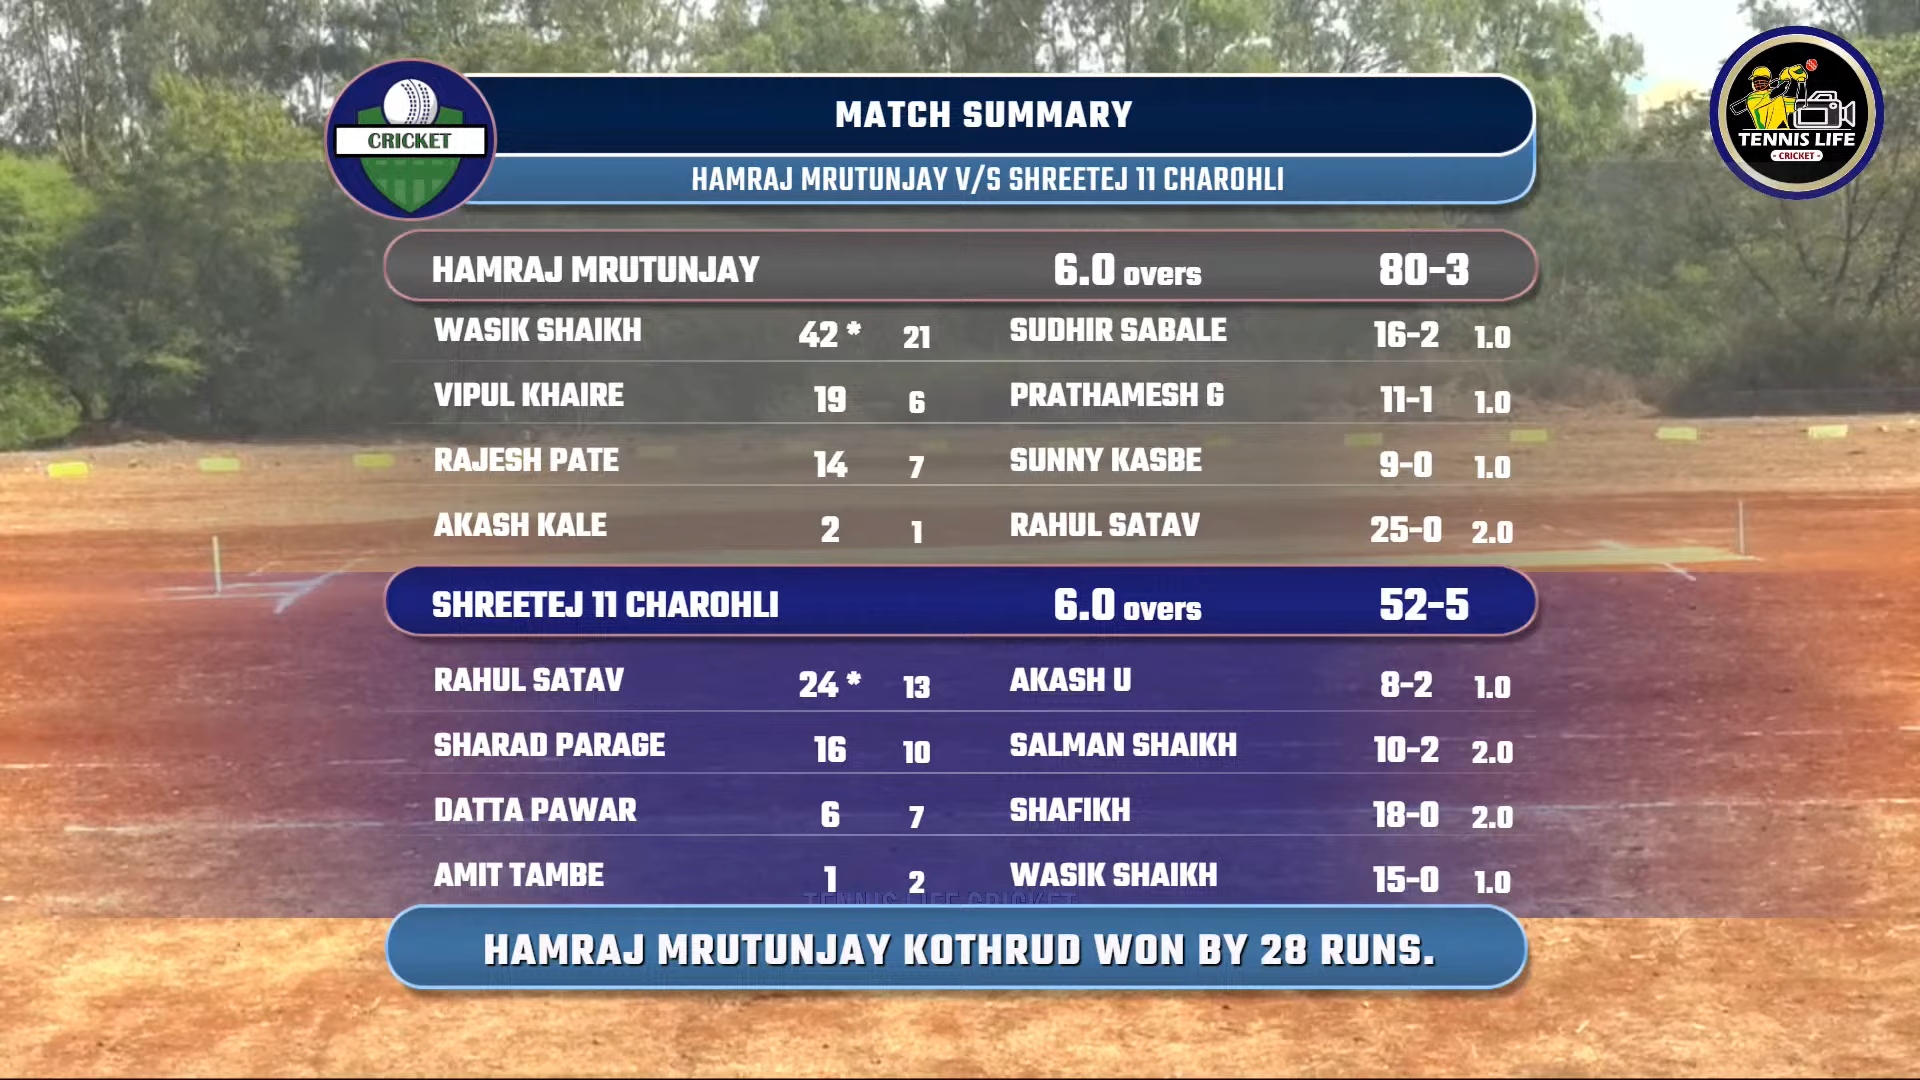 MATCH SUMMARY
CRICKET
HAMRAJ MRUTUNJAY V/S SHREETEJ 11 CHAROHLI
TENNIS LIFE
- CRICKET -
HAMRAJ MRUTUNJAY 6.0 overs 80-3
WASIK SHAIKH 42 * 21 SUDHIR SABALE 16-2 1.0
VIPUL KHAIRE 19 6 PRATHAMESH G 11-1 1.0
RAJESH PATE 14 7 SUNNY KASBE 9-0 1.0
AKASH KALE 2 1 RAHUL SATAV 25-0 2.0
SHREETEJ 11 CHAROHLI 6.0 overs 52-5
RAHUL SATAV 24 * 13 AKASH U 8-2 1.0
SHARAD PARAGE 16 10 SALMAN SHAIKH 10-2 2.0
DATTA PAWAR 6 7 SHAFIKH 18-0 2.0
AMIT TAMBE 1 2 WASIK SHAIKH 15-0 1.0
TENNIS LIFE CRICKET
HAMRAJ MRUTUNJAY KOTHRUD WON BY 28 RUNS.